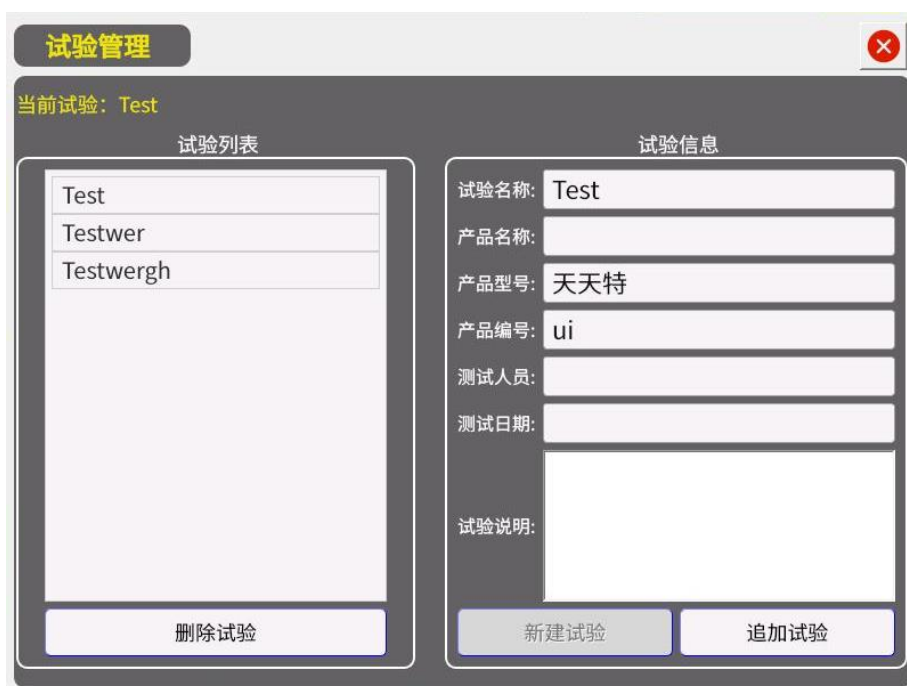 试验管理
当前试验：Test
试验列表
Test
Testwer
Testwergh
删除试验
试验信息
试验名称: Test
产品名称:
产品型号: 天天特
产品编号: ui
测试人员:
测试日期:
试验说明:
新建试验
追加试验